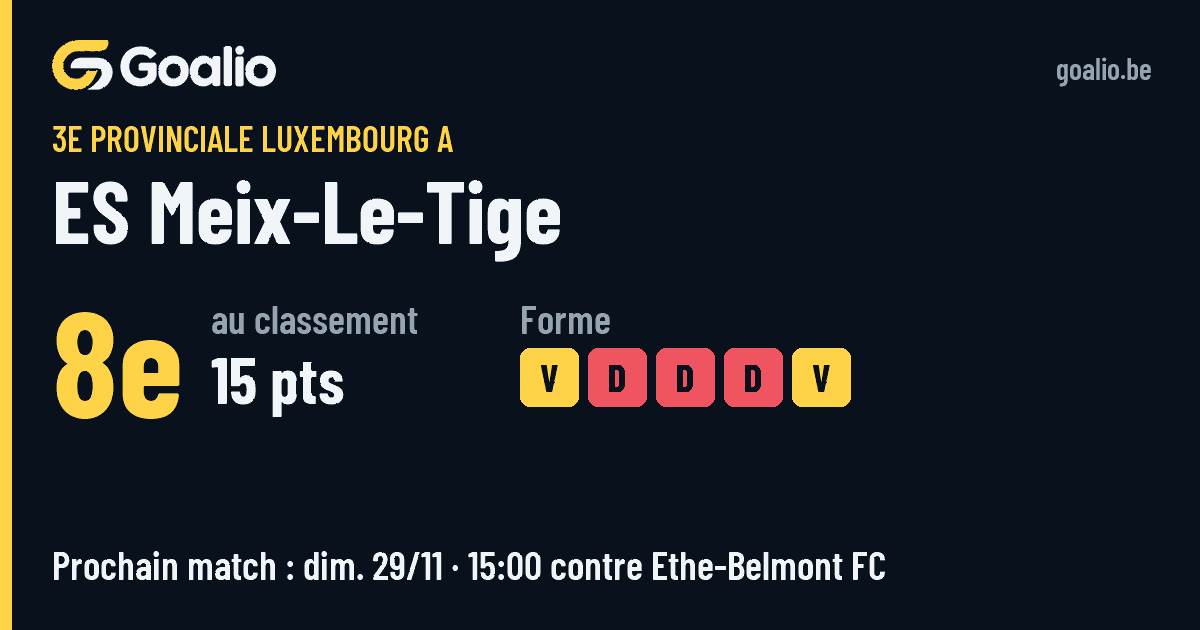 Goalio
goalio.be
3E PROVINCIALE LUXEMBOURG A
ES Meix-Le-Tige
8e
au classement
15 pts
Forme
V D D D V
Prochain match : dim. 29/11 · 15:00 contre Ethe-Belmont FC